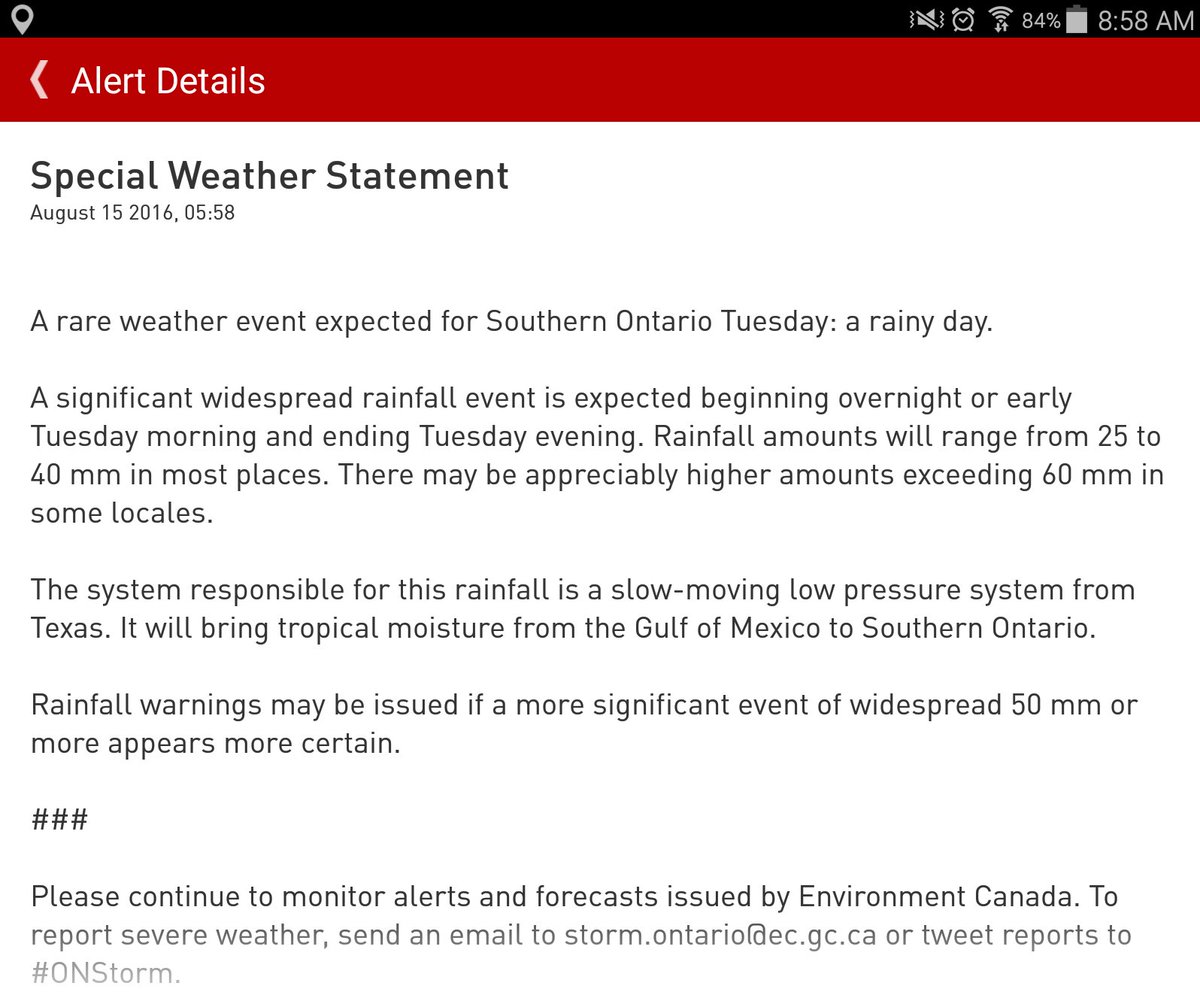 84% 8:58 AM
Alert Details
Special Weather Statement
August 15 2016, 05:58
A rare weather event expected for Southern Ontario Tuesday: a rainy day.
A significant widespread rainfall event is expected beginning overnight or early
Tuesday morning and ending Tuesday evening. Rainfall amounts will range from 25 to
40 mm in most places. There may be appreciably higher amounts exceeding 60 mm in
some locales.
The system responsible for this rainfall is a slow-moving low pressure system from
Texas. It will bring tropical moisture from the Gulf of Mexico to Southern Ontario.
Rainfall warnings may be issued if a more significant event of widespread 50 mm or
more appears more certain.
###
Please continue to monitor alerts and forecasts issued by Environment Canada. To
report severe weather, send an email to storm.ontario@ec.gc.ca or tweet reports to
#ONStorm.